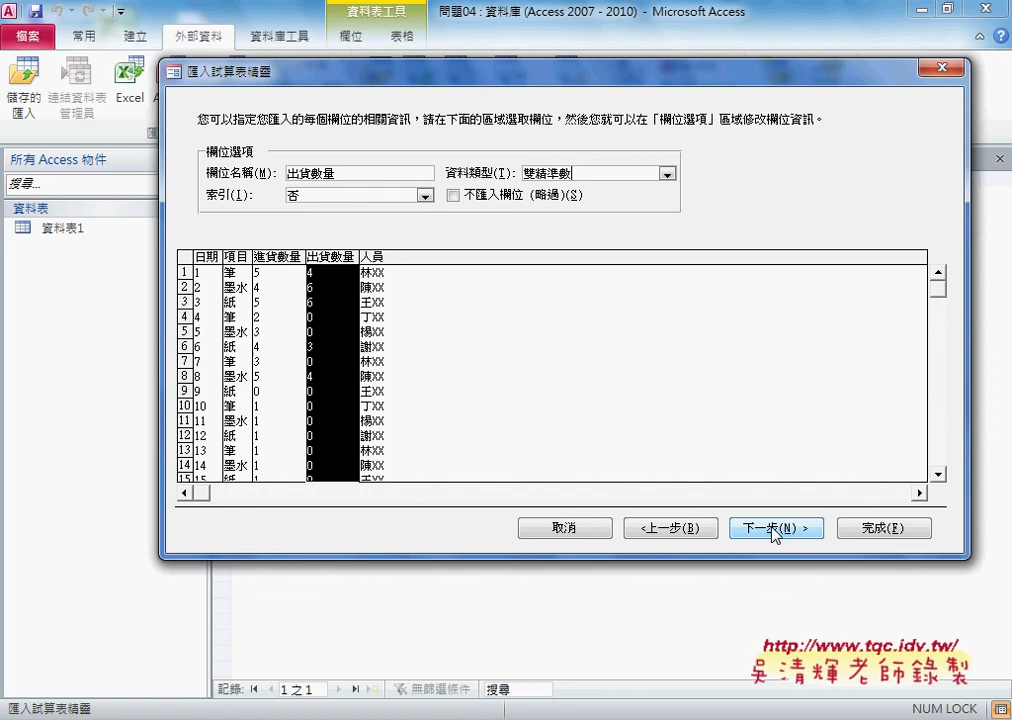 資料表工具
問題04 : 資料庫 (Access 2007 - 2010) - Microsoft Access
檔案 常用 建立 外部資料 資料庫工具 欄位 表格
儲存的匯入
連結資料表管理員
Excel
所有 Access 物件
搜尋...
資料表
資料表1
匯入試算表精靈
您可以指定您匯入的每個欄位的相關資訊，請在下面的區域選取欄位，然後您就可以在「欄位選項」區域修改欄位資訊。
欄位選項
欄位名稱(M): 出貨數量 資料類型(T): 雙精準數
索引(I): 否 不匯入欄位 (略過)(S)
日期 項目 進貨數量 出貨數量 人員
1 1 筆 5 4 林XX
2 2 墨水 4 6 陳XX
3 3 紙 5 6 王XX
4 4 筆 2 0 丁XX
5 5 墨水 3 0 楊XX
6 6 紙 4 3 謝XX
7 7 筆 3 0 林XX
8 8 墨水 5 4 陳XX
9 9 紙 0 0 王XX
10 10 筆 1 0 丁XX
11 11 墨水 1 0 楊XX
12 12 紙 1 0 謝XX
13 13 筆 1 0 林XX
14 14 墨水 1 0 陳XX
15 15 紙 1 0 王XX
取消 <上一步(B) 下一步(N) > 完成(F)
http://www.tqc.idv.tw/
吳清輝老師錄製
記錄: 1 之 1 無篩選條件 搜尋
匯入試算表精靈 NUM LOCK